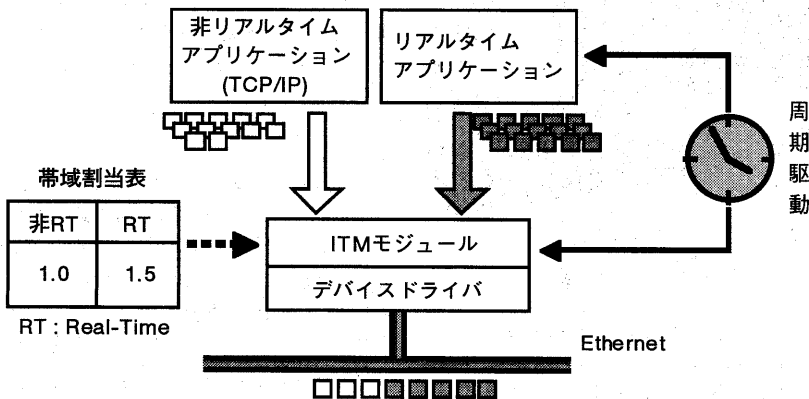 非リアルタイム
アプリケーション
(TCP/IP)
リアルタイム
アプリケーション
周期駆動
帯域割当表
非RT RT
1.0 1.5
RT : Real-Time
ITMモジュール
デバイスドライバ
Ethernet